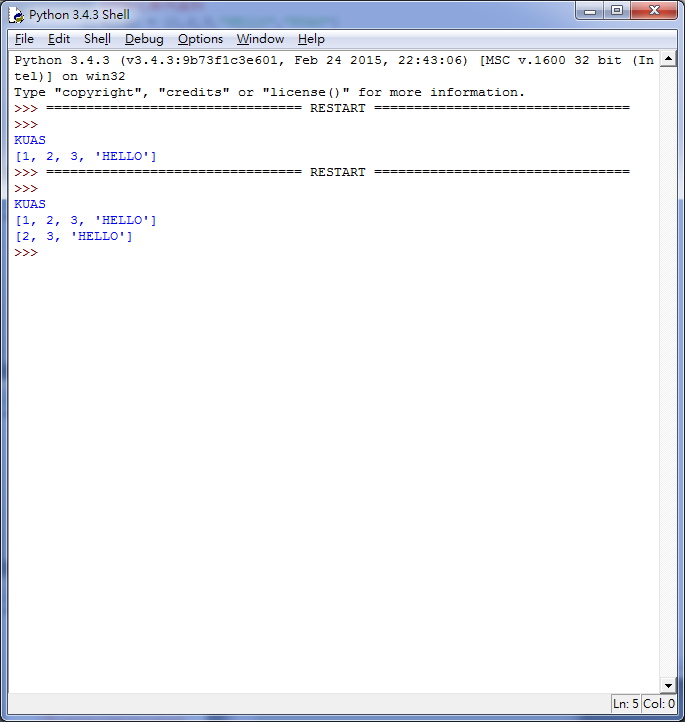 Python 3.4.3 Shell
File Edit Shell Debug Options Window Help
Python 3.4.3 (v3.4.3:9b73f1c3e601, Feb 24 2015, 22:43:06) [MSC v.1600 32 bit (In
tel)] on win32
Type "copyright", "credits" or "license()" for more information.
>>> ================================ RESTART ================================
>>>
KUAS
[1, 2, 3, 'HELLO']
>>> ================================ RESTART ================================
>>>
KUAS
[1, 2, 3, 'HELLO']
[2, 3, 'HELLO']
>>>
Ln: 5 Col: 0